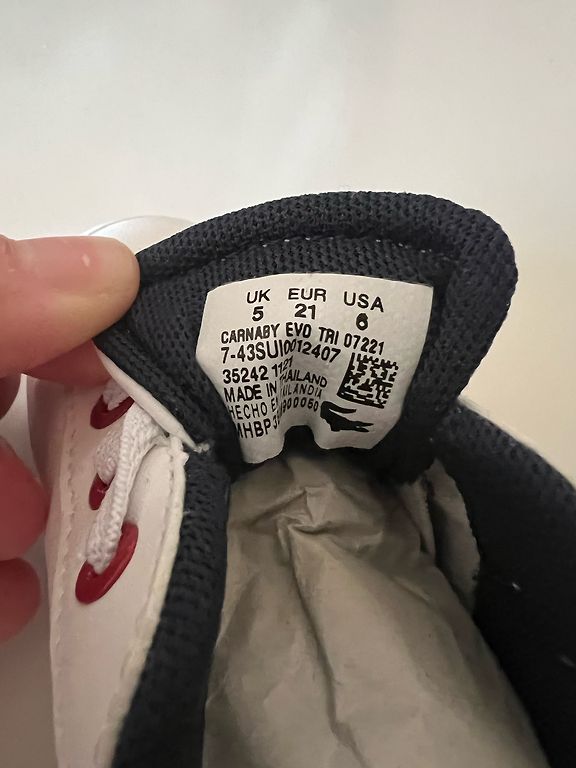 UK EUR USA
5 21 6
CARNABY EVO TRI 07221
7-43SUI0012407
35242 1121
MADE IN THAILAND
HECHO EN